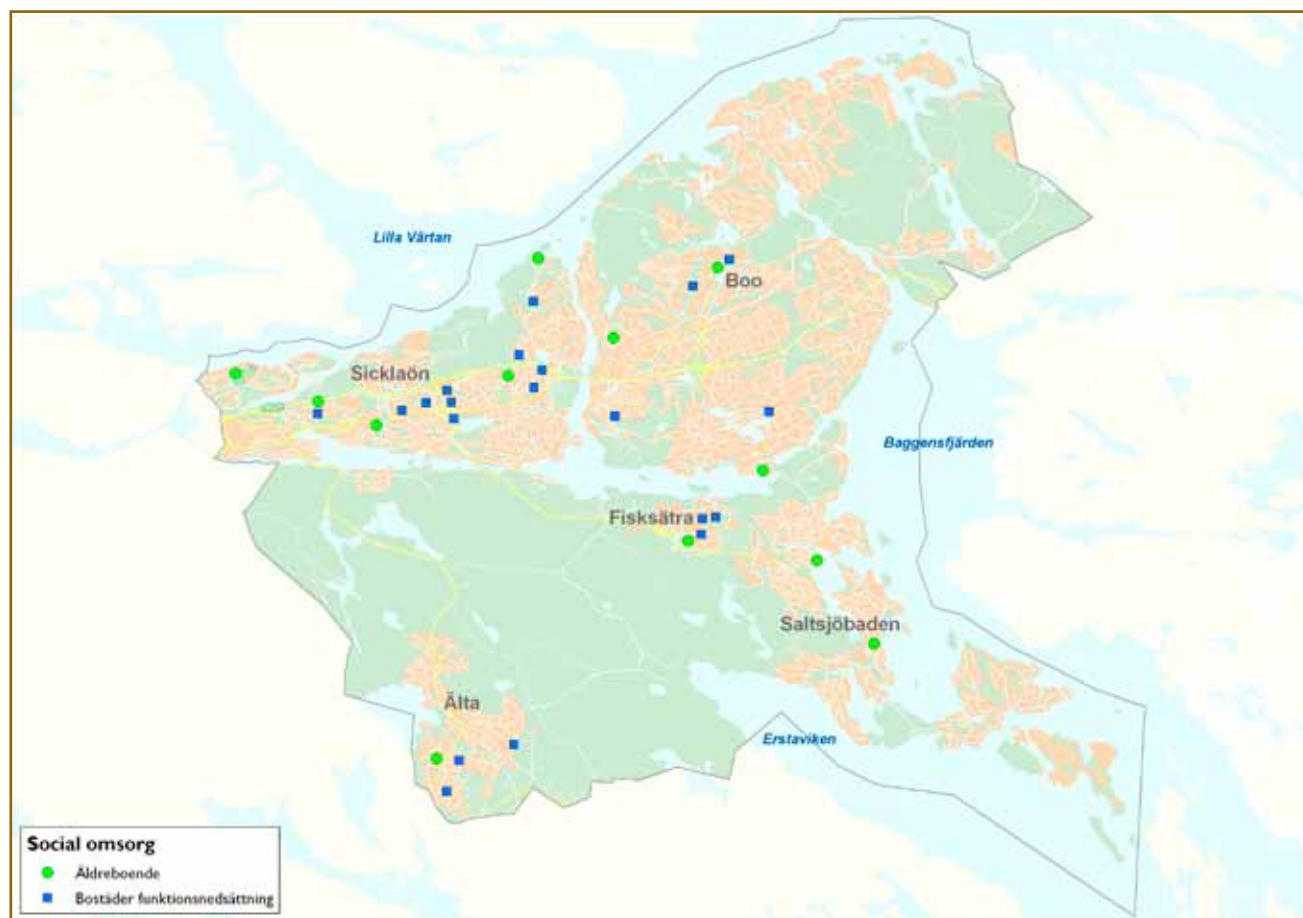 Lilla Värtan
Boo
Sicklaön
Baggensfjärden
Fisksätra
Saltsjöbaden
Älta
Erstaviken
Social omsorg
Äldreboende
Bostäder funktionsnedsättning